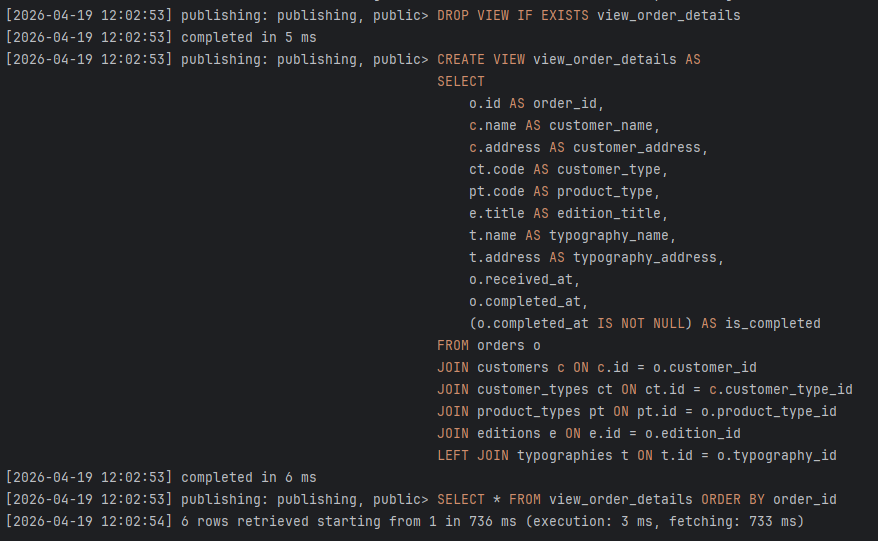 [2026-04-19 12:02:53] publishing: publishing, public> DROP VIEW IF EXISTS view_order_details
[2026-04-19 12:02:53] completed in 5 ms
[2026-04-19 12:02:53] publishing: publishing, public> CREATE VIEW view_order_details AS
SELECT
o.id AS order_id,
c.name AS customer_name,
c.address AS customer_address,
ct.code AS customer_type,
pt.code AS product_type,
e.title AS edition_title,
t.name AS typography_name,
t.address AS typography_address,
o.received_at,
o.completed_at,
(o.completed_at IS NOT NULL) AS is_completed
FROM orders o
JOIN customers c ON c.id = o.customer_id
JOIN customer_types ct ON ct.id = c.customer_type_id
JOIN product_types pt ON pt.id = o.product_type_id
JOIN editions e ON e.id = o.edition_id
LEFT JOIN typographies t ON t.id = o.typography_id
[2026-04-19 12:02:53] completed in 6 ms
[2026-04-19 12:02:53] publishing: publishing, public> SELECT * FROM view_order_details ORDER BY order_id
[2026-04-19 12:02:54] 6 rows retrieved starting from 1 in 736 ms (execution: 3 ms, fetching: 733 ms)